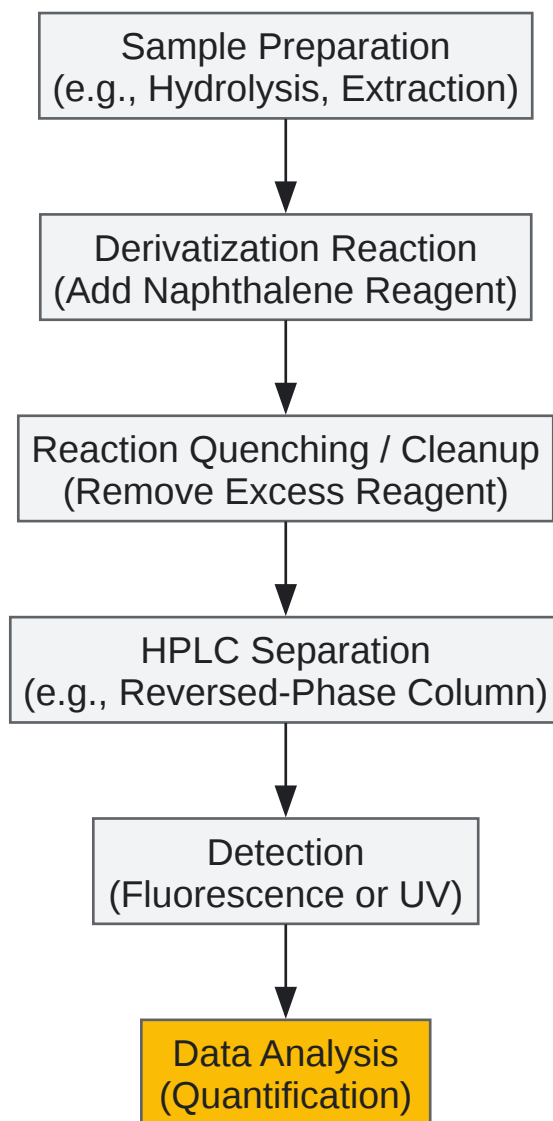 Sample Preparation
(e.g., Hydrolysis, Extraction)
Derivatization Reaction
(Add Naphthalene Reagent)
Reaction Quenching / Cleanup
(Remove Excess Reagent)
HPLC Separation
(e.g., Reversed-Phase Column)
Detection
(Fluorescence or UV)
Data Analysis
(Quantification)